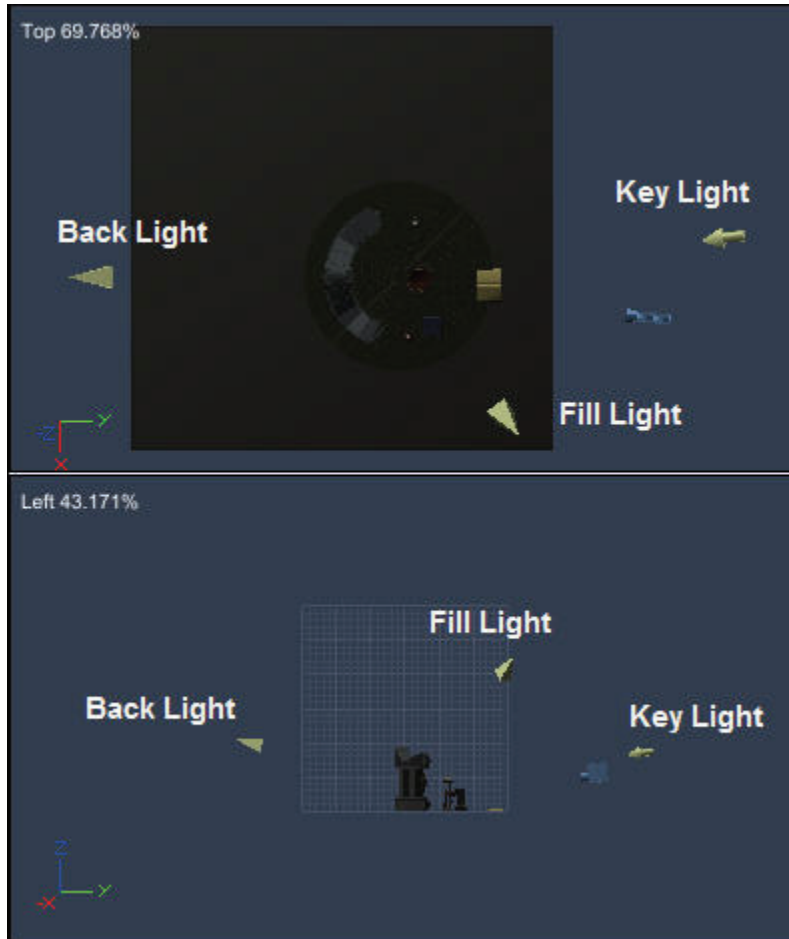 Top 69.768%
Key Light
Back Light
Fill Light
-Z Y
X
Left 43.171%
Fill Light
Back Light
Key Light
Z
Y
-X